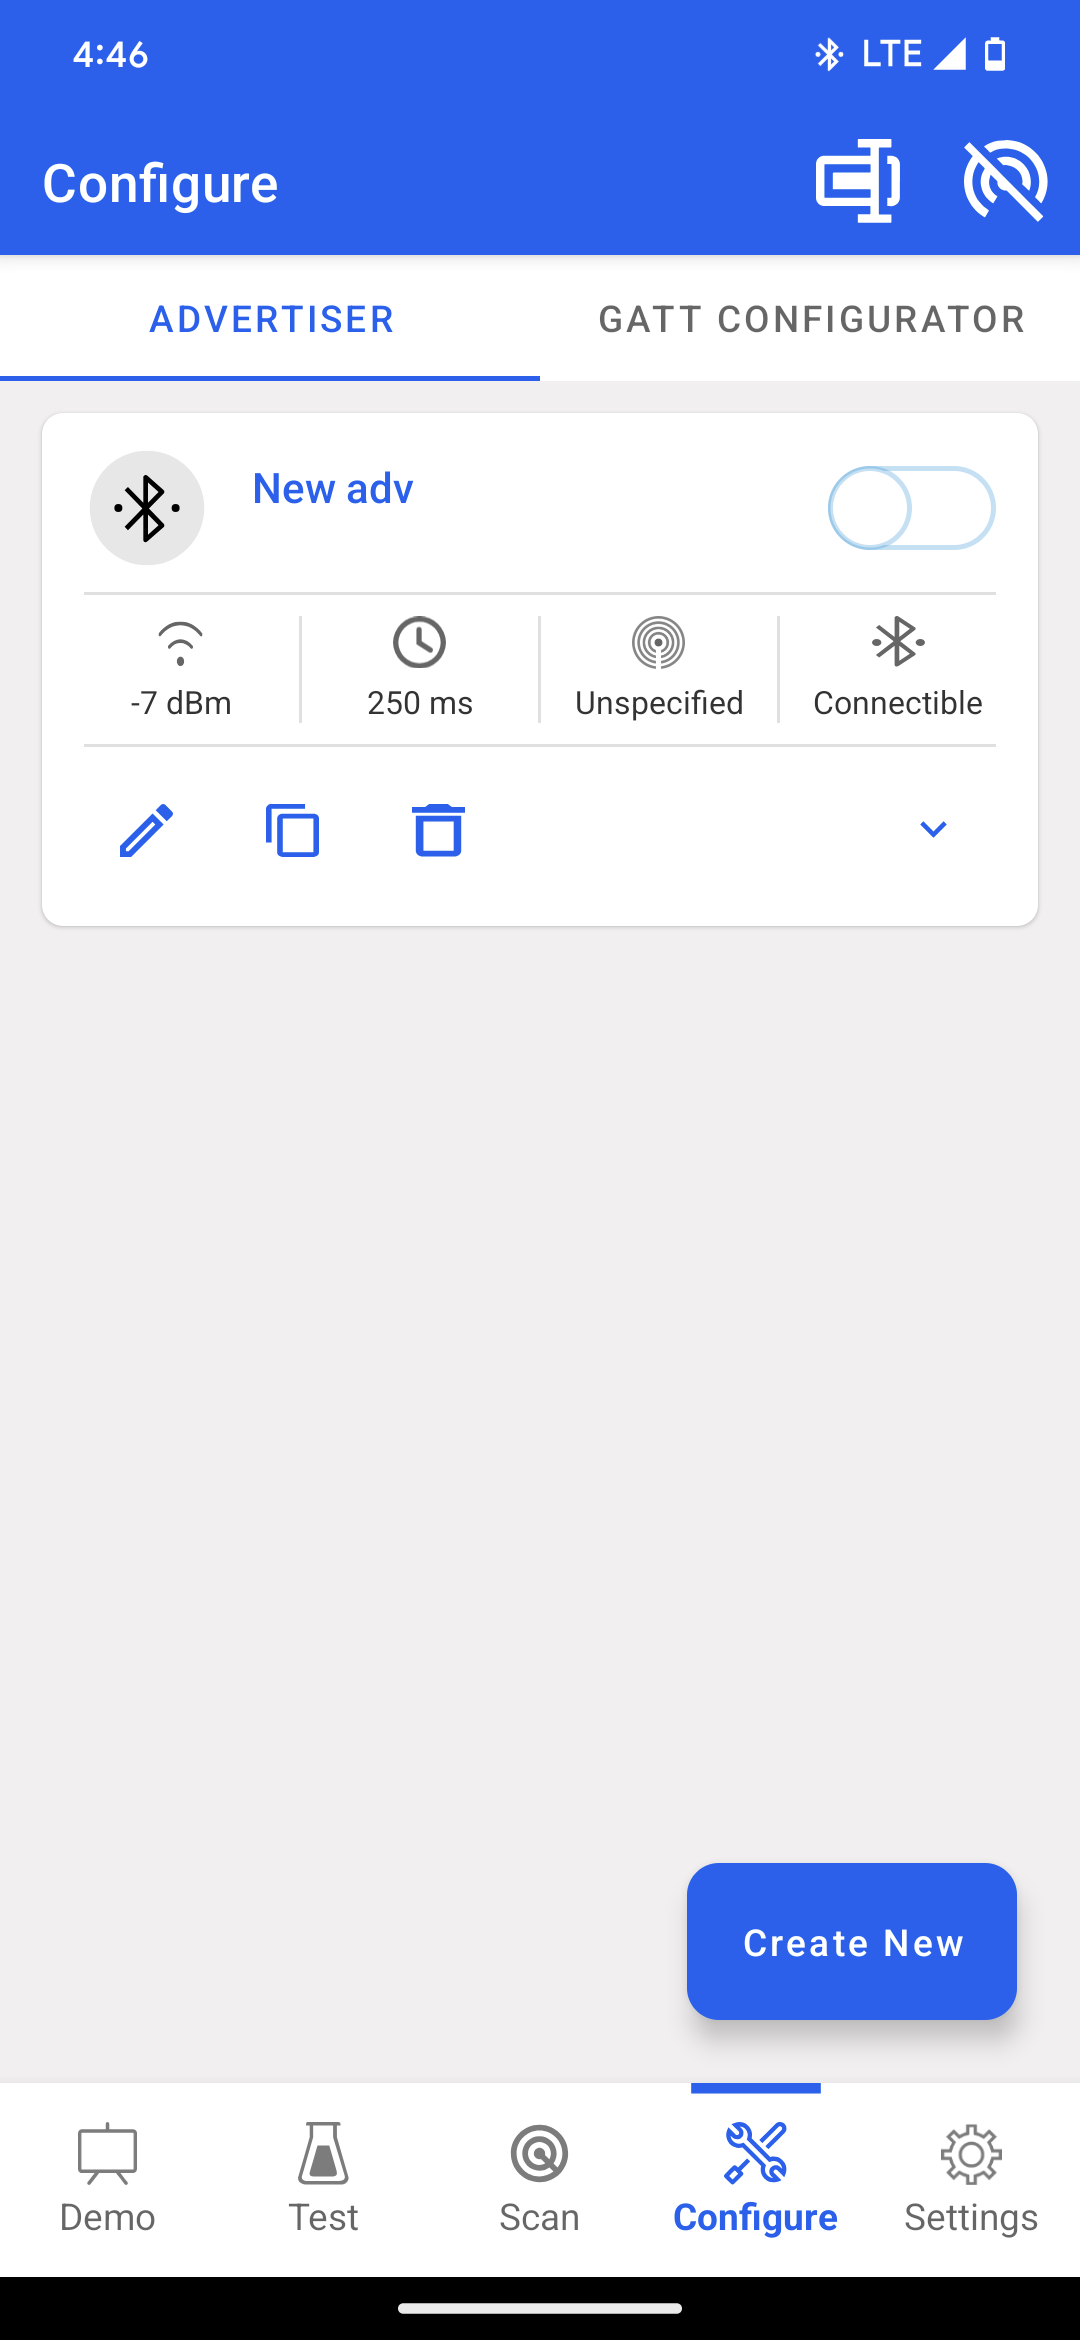 4:46
LTE
Configure
ADVERTISER
GATT CONFIGURATOR
New adv
-7 dBm
250 ms
Unspecified
Connectible
Create New
Demo
Test
Scan
Configure
Settings